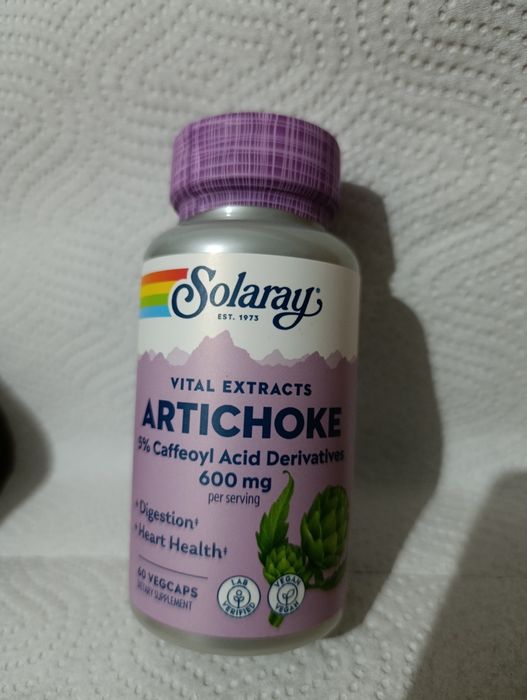 Solaray®
EST. 1973
VITAL EXTRACTS
ARTICHOKE
5% Caffeoyl Acid Derivatives
600 mg
per serving
+Digestion‡
+Heart Health‡
60 VEGCAPS
DIETARY SUPPLEMENT
LAB VERIFIED
VEGAN VEGAN